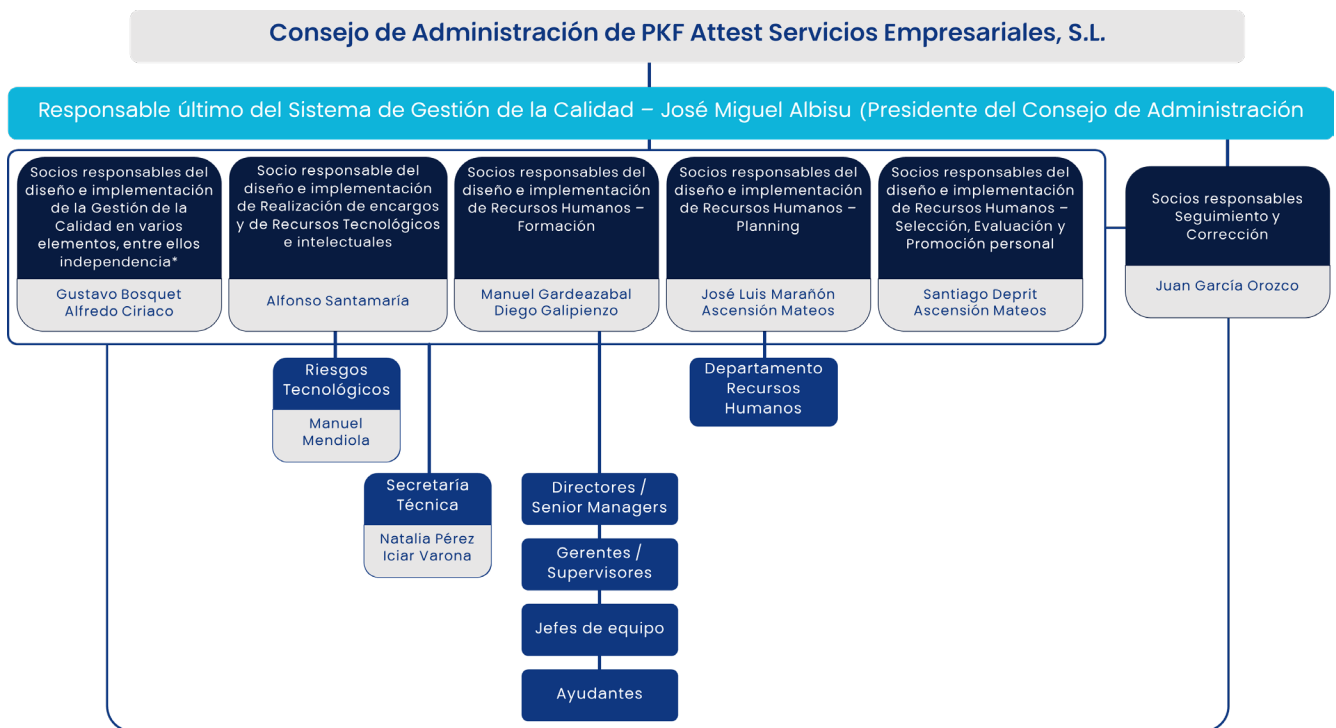 Consejo de Administración de PKF Attest Servicios Empresariales, S.L.
Responsable último del Sistema de Gestión de la Calidad – José Miguel Albisu (Presidente del Consejo de Administración
Socios responsables del
diseño e implementación
de la Gestión de la
Calidad en varios
elementos, entre ellos
independencia*
Gustavo Bosquet
Alfredo Ciriaco
Socio responsable del
diseño e implementación
de Realización de encargos
y de Recursos Tecnológicos
e intelectuales
Alfonso Santamaría
Socios responsables del
diseño e implementación
de Recursos Humanos –
Formación
Manuel Gardeazabal
Diego Galipienzo
Socios responsables del
diseño e implementación
de Recursos Humanos –
Planning
José Luis Marañón
Ascensión Mateos
Socios responsables del
diseño e implementación
de Recursos Humanos –
Selección, Evaluación y
Promoción personal
Santiago Deprit
Ascensión Mateos
Socios responsables
Seguimiento y
Corrección
Juan García Orozco
Riesgos
Tecnológicos
Manuel
Mendiola
Departamento
Recursos
Humanos
Secretaría
Técnica
Natalia Pérez
Iciar Varona
Directores /
Senior Managers
Gerentes /
Supervisores
Jefes de equipo
Ayudantes